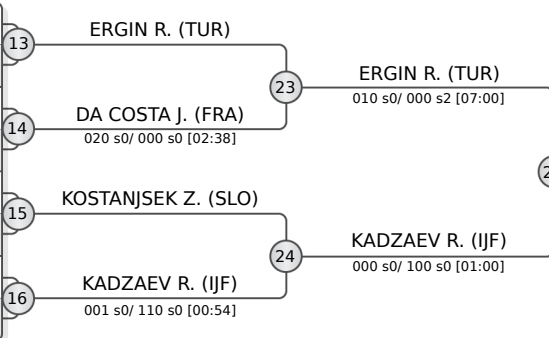 13
ERGIN R. (TUR)
14
DA COSTA J. (FRA)
020 s0/ 000 s0 [02:38]
23
ERGIN R. (TUR)
010 s0/ 000 s2 [07:00]
15
KOSTANJSEK Z. (SLO)
16
KADZAEV R. (IJF)
001 s0/ 110 s0 [00:54]
24
KADZAEV R. (IJF)
000 s0/ 100 s0 [01:00]